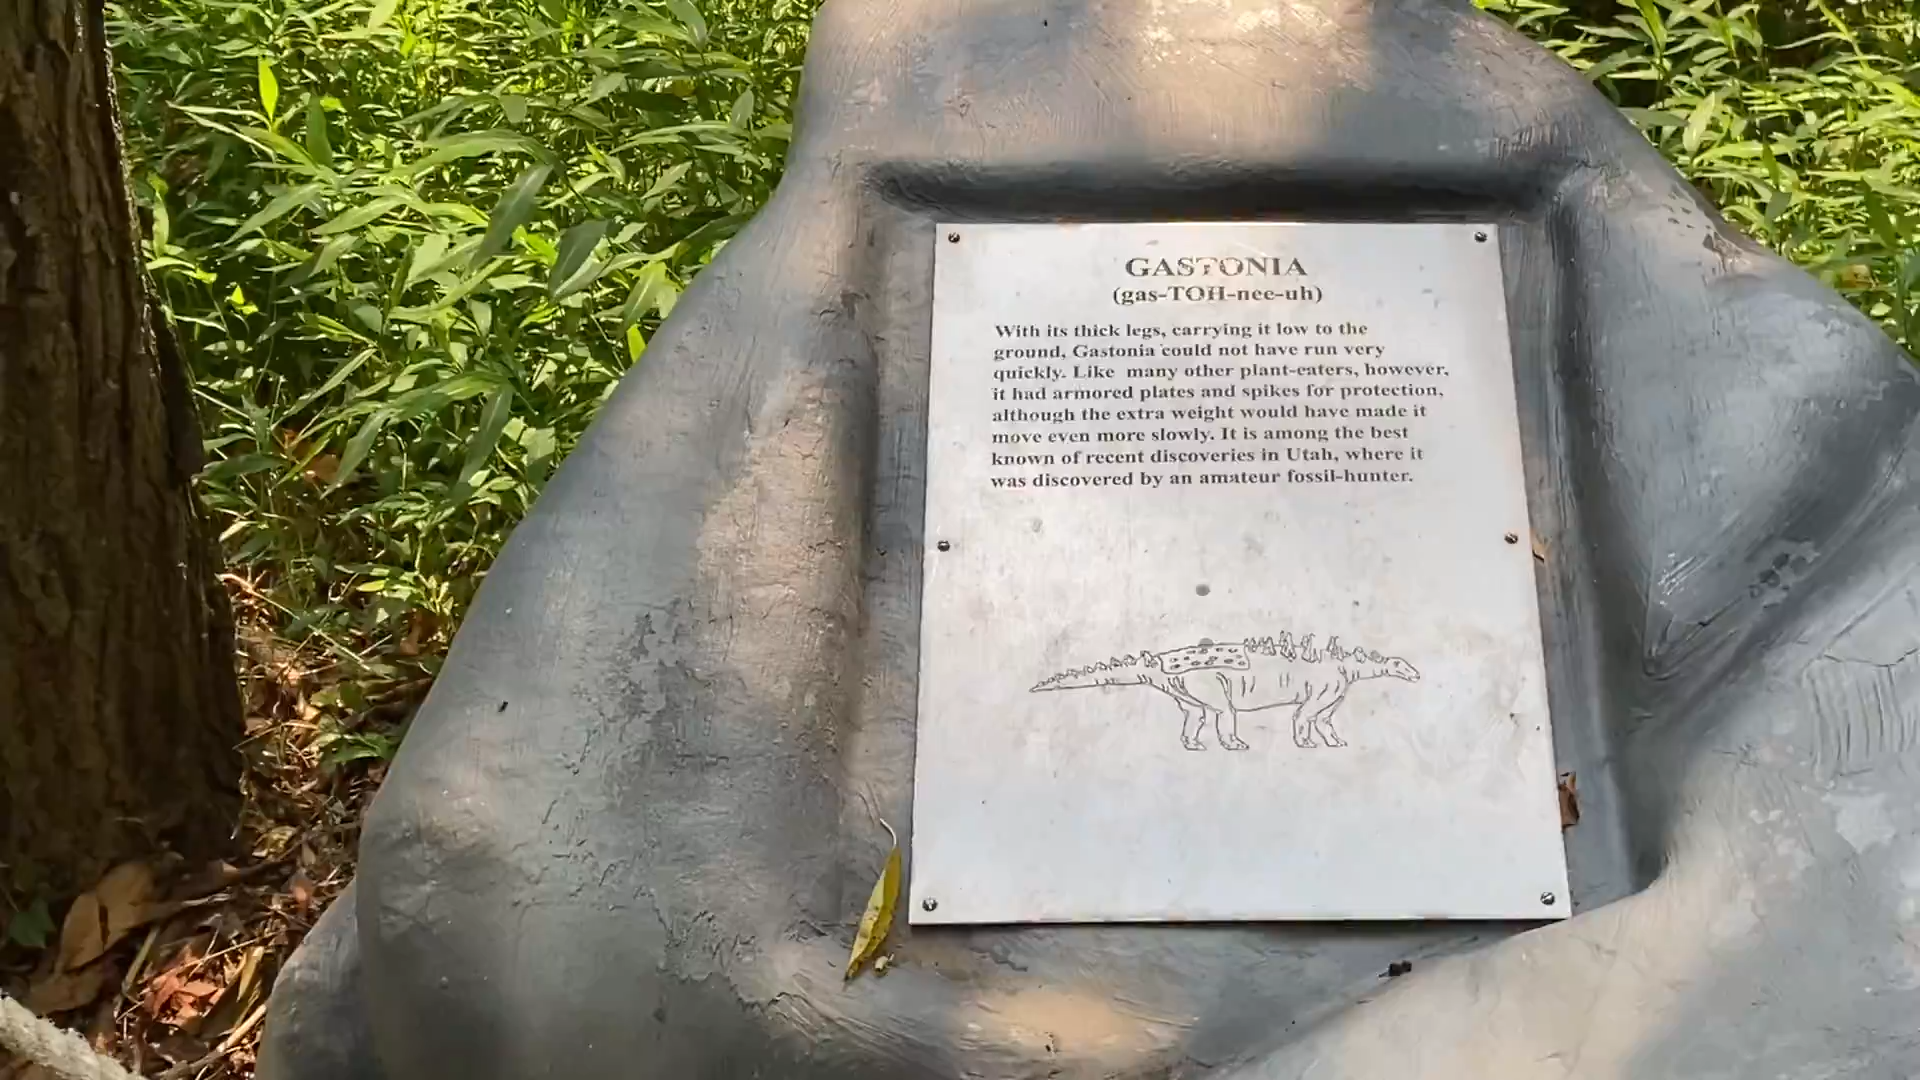 GASTONIA
(gas-TOH-nee-uh)
With its thick legs, carrying it low to the
ground, Gastonia could not have run very
quickly. Like many other plant-eaters, however,
it had armored plates and spikes for protection,
although the extra weight would have made it
move even more slowly. It is among the best
known of recent discoveries in Utah, where it
was discovered by an amateur fossil-hunter.